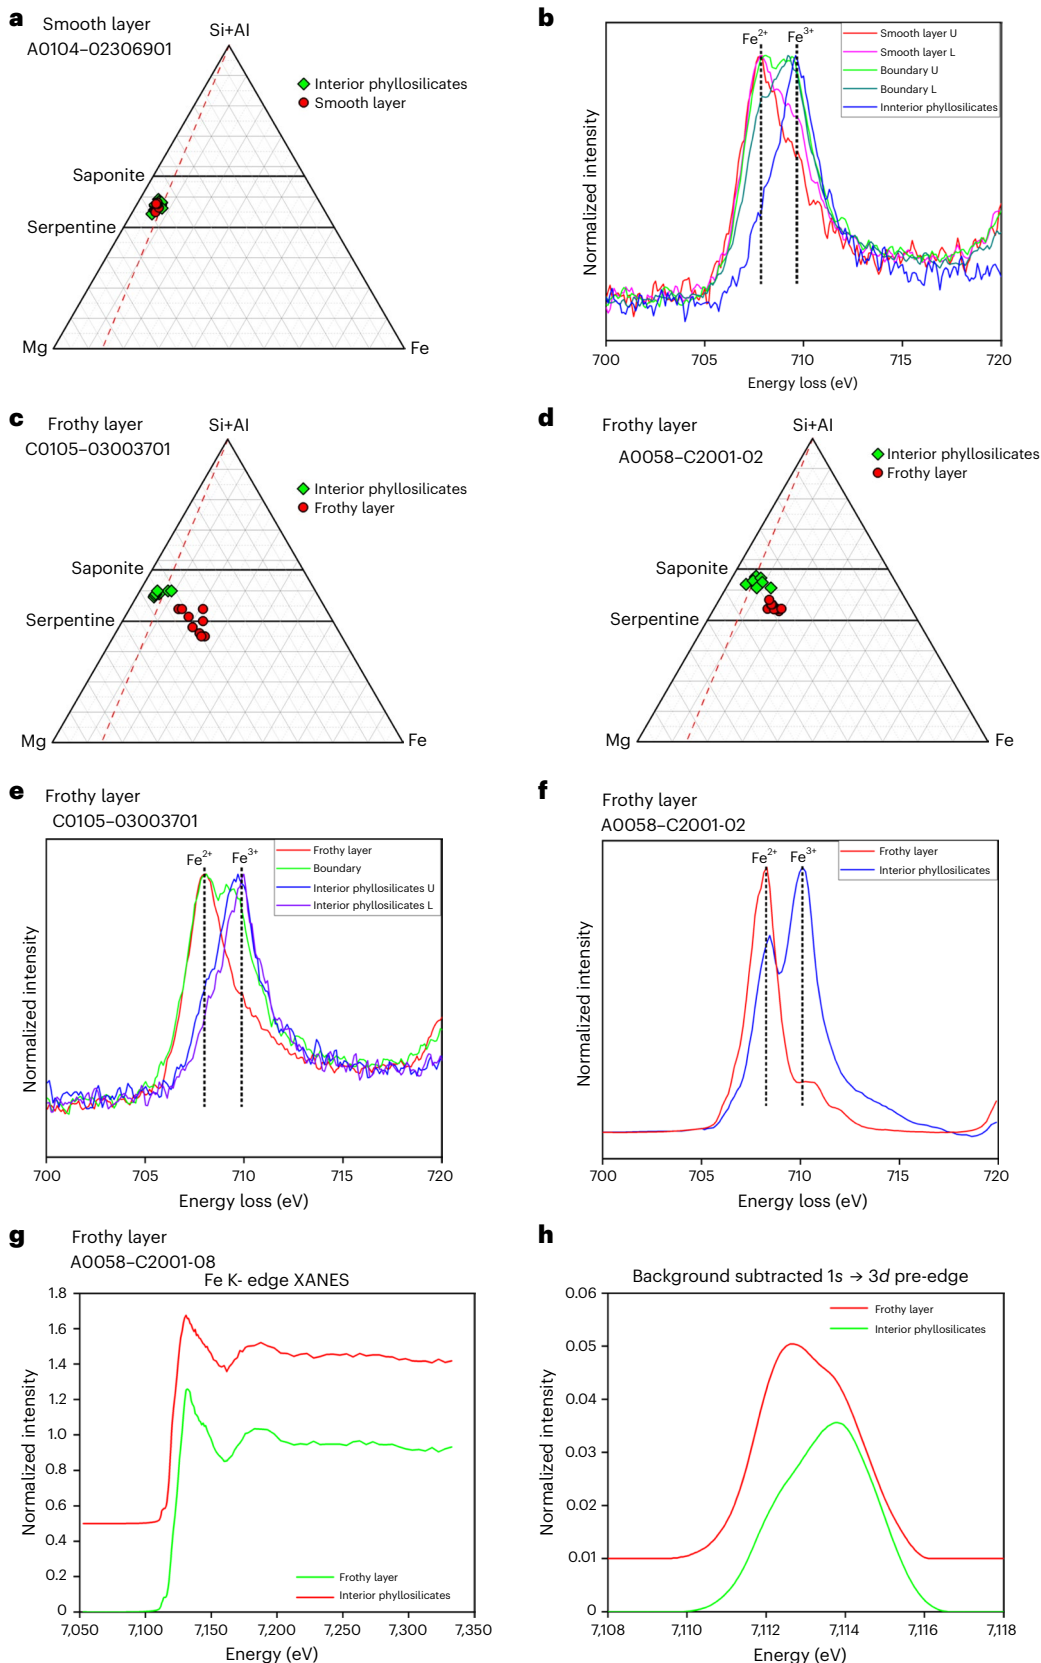 a
Smooth layer
A0104–02306901
Si+Al
Interior phyllosilicates
Smooth layer
Saponite
Serpentine
Mg
Fe
b
Fe2+
Fe3+
Smooth layer U
Smooth layer L
Boundary U
Boundary L
Innterior phyllosilicates
Normalized intensity
700
705
710
715
720
Energy loss (eV)
c
Frothy layer
C0105–03003701
Si+Al
Interior phyllosilicates
Frothy layer
Saponite
Serpentine
Mg
Fe
d
Frothy layer
A0058–C2001-02
Si+Al
Interior phyllosilicates
Frothy layer
Saponite
Serpentine
Mg
Fe
e
Frothy layer
C0105–03003701
Fe2+
Fe3+
Frothy layer
Boundary
Interior phyllosilicates U
Interior phyllosilicates L
Normalized intensity
700
705
710
715
720
Energy loss (eV)
f
Frothy layer
A0058–C2001-02
Fe2+
Fe3+
Frothy layer
Interior phyllosilicates
Normalized intensity
700
705
710
715
720
Energy loss (eV)
g
Frothy layer
A0058–C2001-08
Fe K- edge XANES
1.8
1.6
1.4
1.2
1.0
0.8
0.6
0.4
0.2
0
Normalized intensity
Frothy layer
Interior phyllosilicates
7,050
7,100
7,150
7,200
7,250
7,300
7,350
Energy (eV)
h
Background subtracted 1s → 3d pre-edge
0.06
0.05
0.04
0.03
0.02
0.01
0
Normalized intensity
Frothy layer
Interior phyllosilicates
7,108
7,110
7,112
7,114
7,116
7,118
Energy (eV)